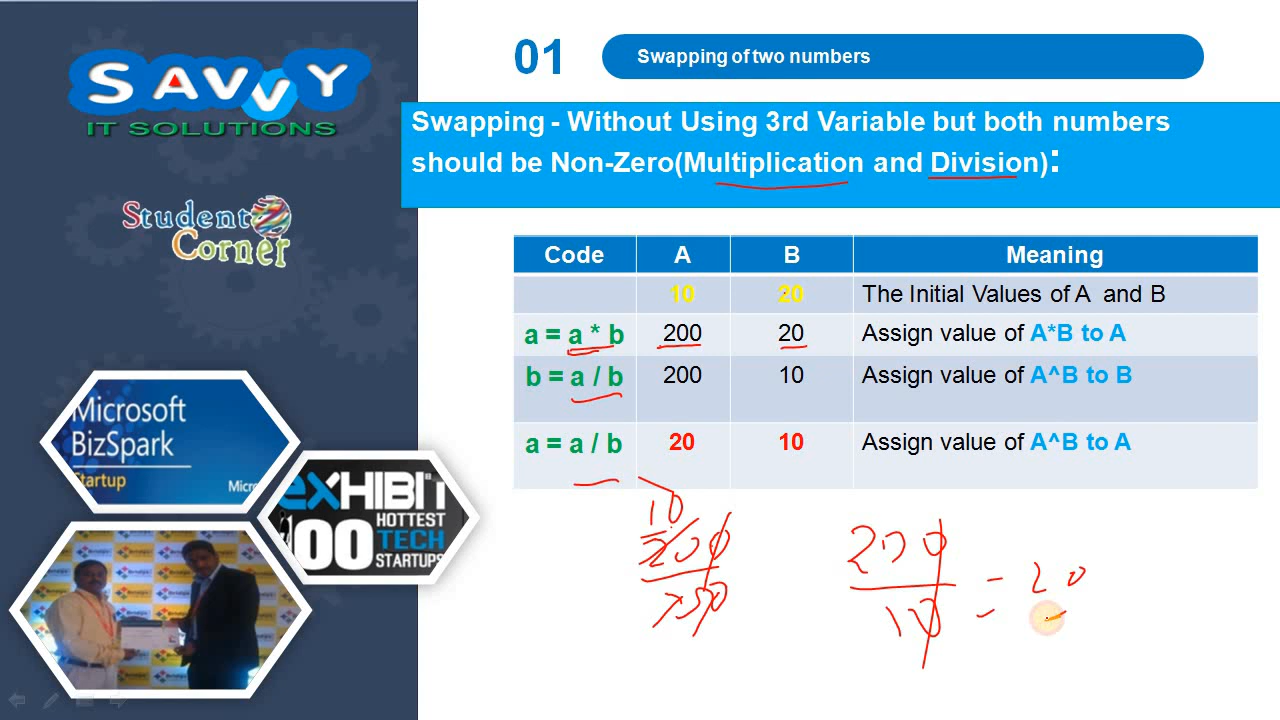 SAVVY
IT SOLUTIONS
Student
Corner
Microsoft
BizSpark
Startup
Micros
eXHIBIT
100
HOTTEST
TECH
STARTUPS
01
Swapping of two numbers
Swapping - Without Using 3rd Variable but both numbers
should be Non-Zero(Multiplication and Division):
Code A B Meaning
10 20 The Initial Values of A and B
a = a * b 200 20 Assign value of A*B to A
b = a / b 200 10 Assign value of A^B to B
a = a / b 20 10 Assign value of A^B to A
10
200
200
10
= 20